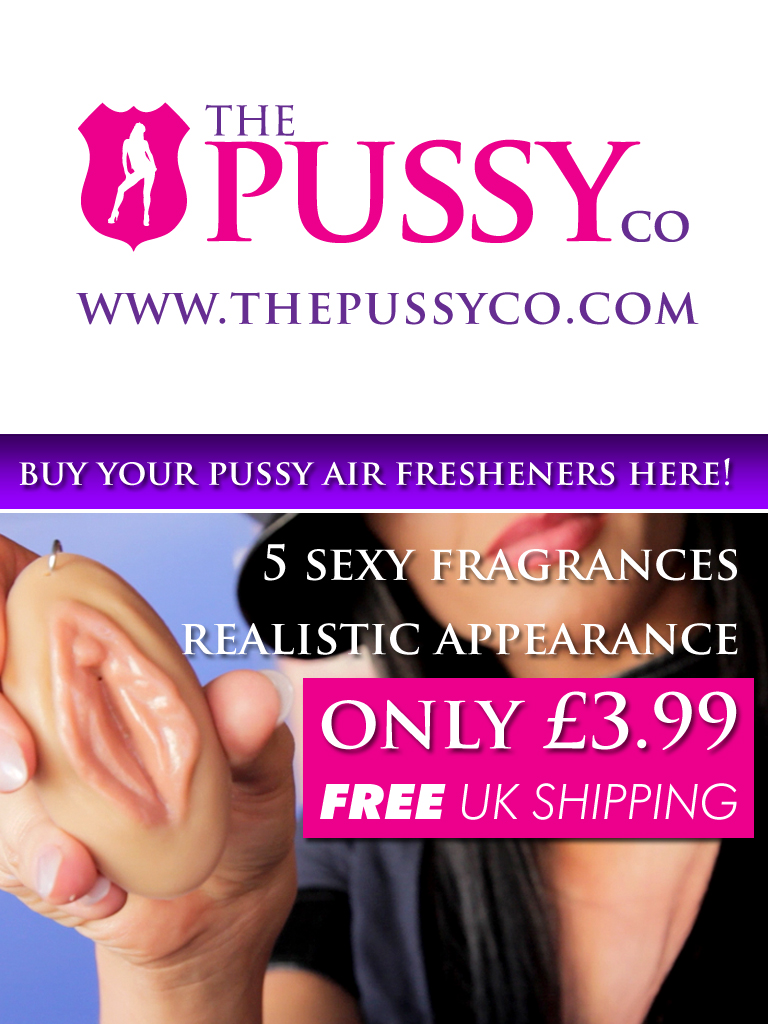 THE
PUSSY CO
WWW.THEPUSSYCO.COM
BUY YOUR PUSSY AIR FRESHENERS HERE!
5 SEXY FRAGRANCES
REALISTIC APPEARANCE
ONLY £3.99
FREE UK SHIPPING